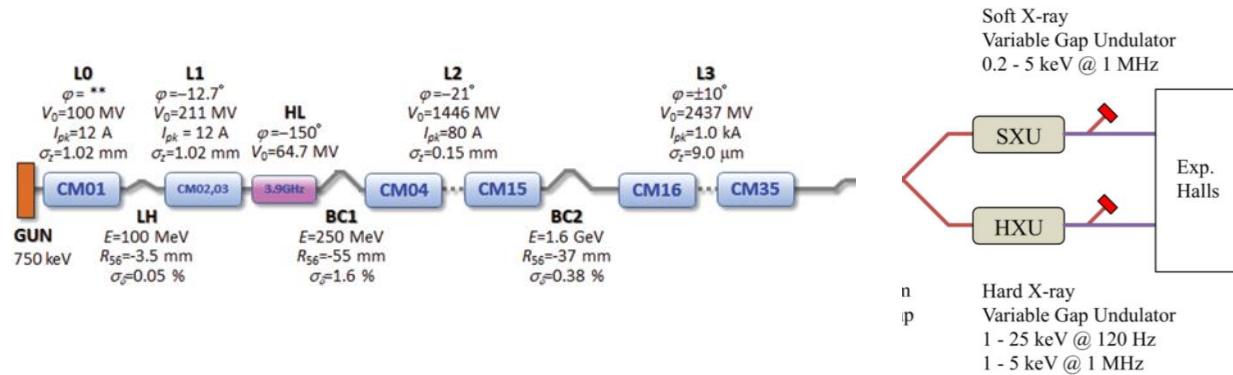 L0
φ= **
V₀=100 MV
Iₚₖ=12 A
σz=1.02 mm
L1
φ=−12.7°
V₀=211 MV
Iₚₖ = 12 A
σz=1.02 mm
HL
φ=−150°
V₀=64.7 MV
L2
φ=−21°
V₀=1446 MV
Iₚₖ=80 A
σz=0.15 mm
L3
φ=±10°
V₀=2437 MV
Iₚₖ=1.0 kA
σz=9.0 μm
CM01
CM02,03
3.9GHz
CM04
CM15
CM16
CM35
GUN
750 keV
LH
E=100 MeV
R₅₆=-3.5 mm
σδ=0.05 %
BC1
E=250 MeV
R₅₆=-55 mm
σδ=1.6 %
BC2
E=1.6 GeV
R₅₆=-37 mm
σδ=0.38 %
Soft X-ray
Variable Gap Undulator
0.2 - 5 keV @ 1 MHz
SXU
HXU
Exp.
Halls
Hard X-ray
Variable Gap Undulator
1 - 25 keV @ 120 Hz
1 - 5 keV @ 1 MHz